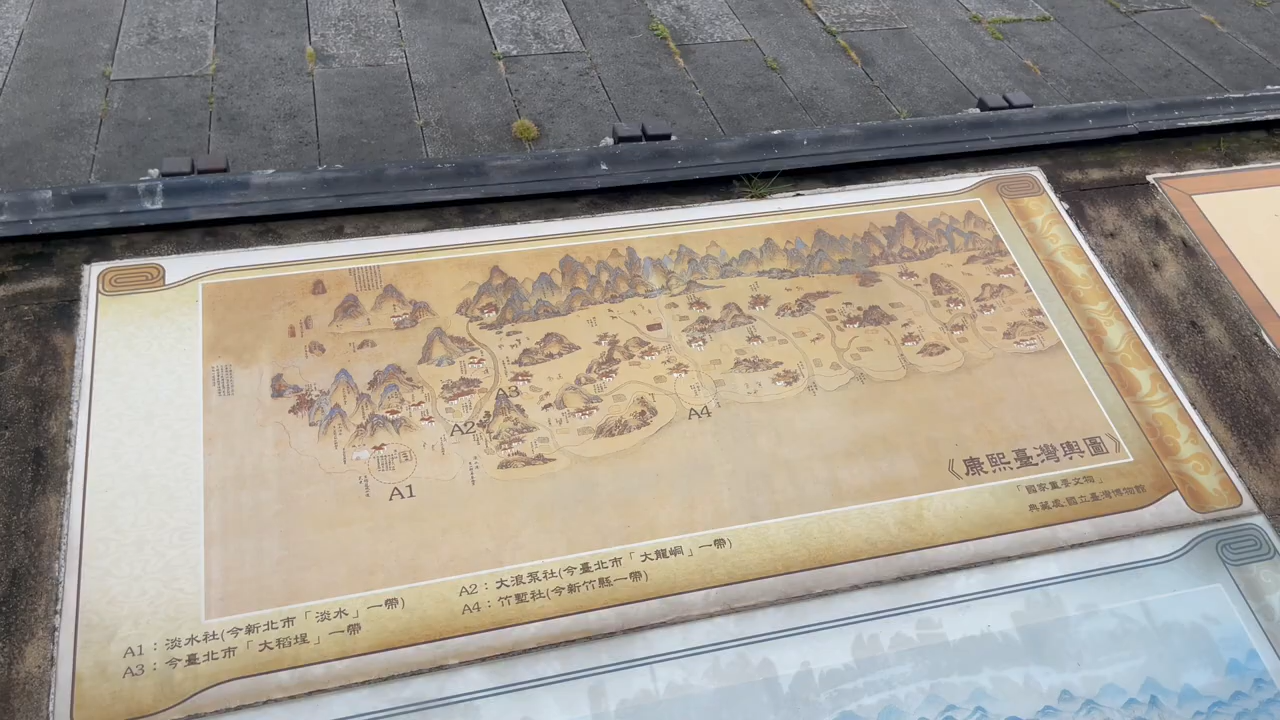 A1
A2
3
A4
《康熙臺灣輿圖》
「國家重要文物」
典藏處:國立臺灣博物館
A1：淡水社(今新北市「淡水」一帶)
A2：大浪泵社(今臺北市「大龍峒」一帶)
A3：今臺北市「大稻埕」一帶
A4：竹塹社(今新竹縣一帶)